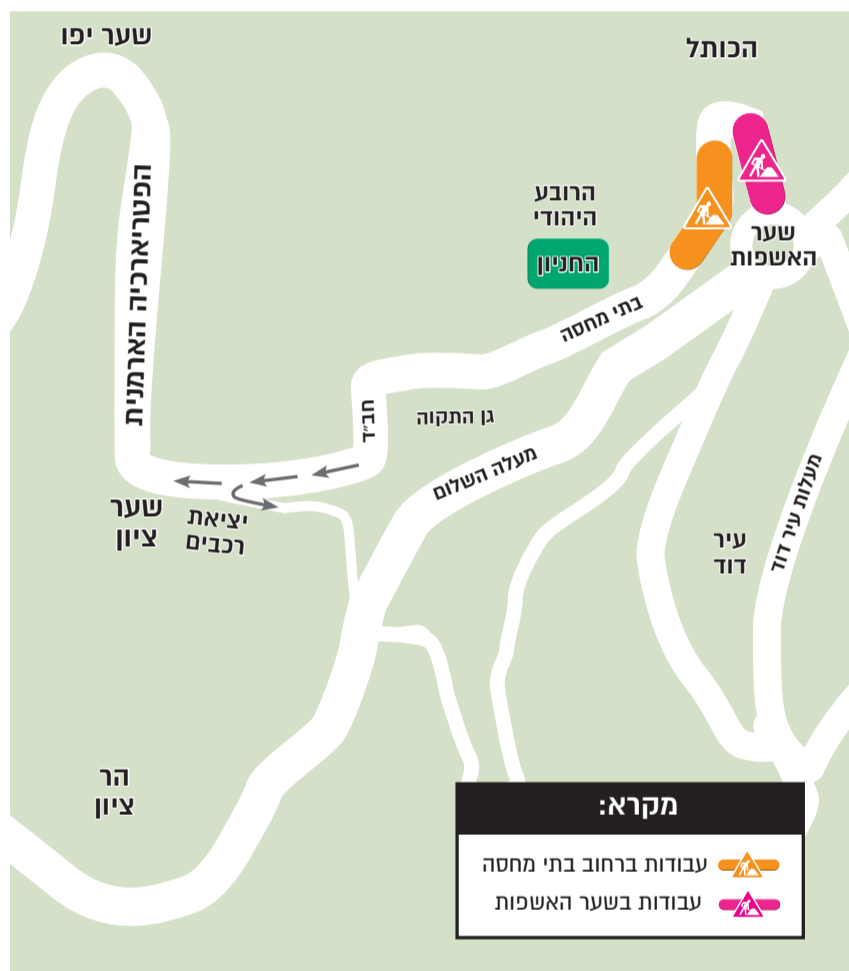 שער יפו
הכותל
הרובע
היהודי
שער
האשפות
החניון
הפטריארכיה הארמנית
בתי מחסה
חב״ד
גן התקוה
מעלה השלום
מעלות עיר דוד
שער
ציון
יציאת
רכבים
עיר
דוד
הר
ציון
מקרא:
עבודות ברחוב בתי מחסה
עבודות בשער האשפות